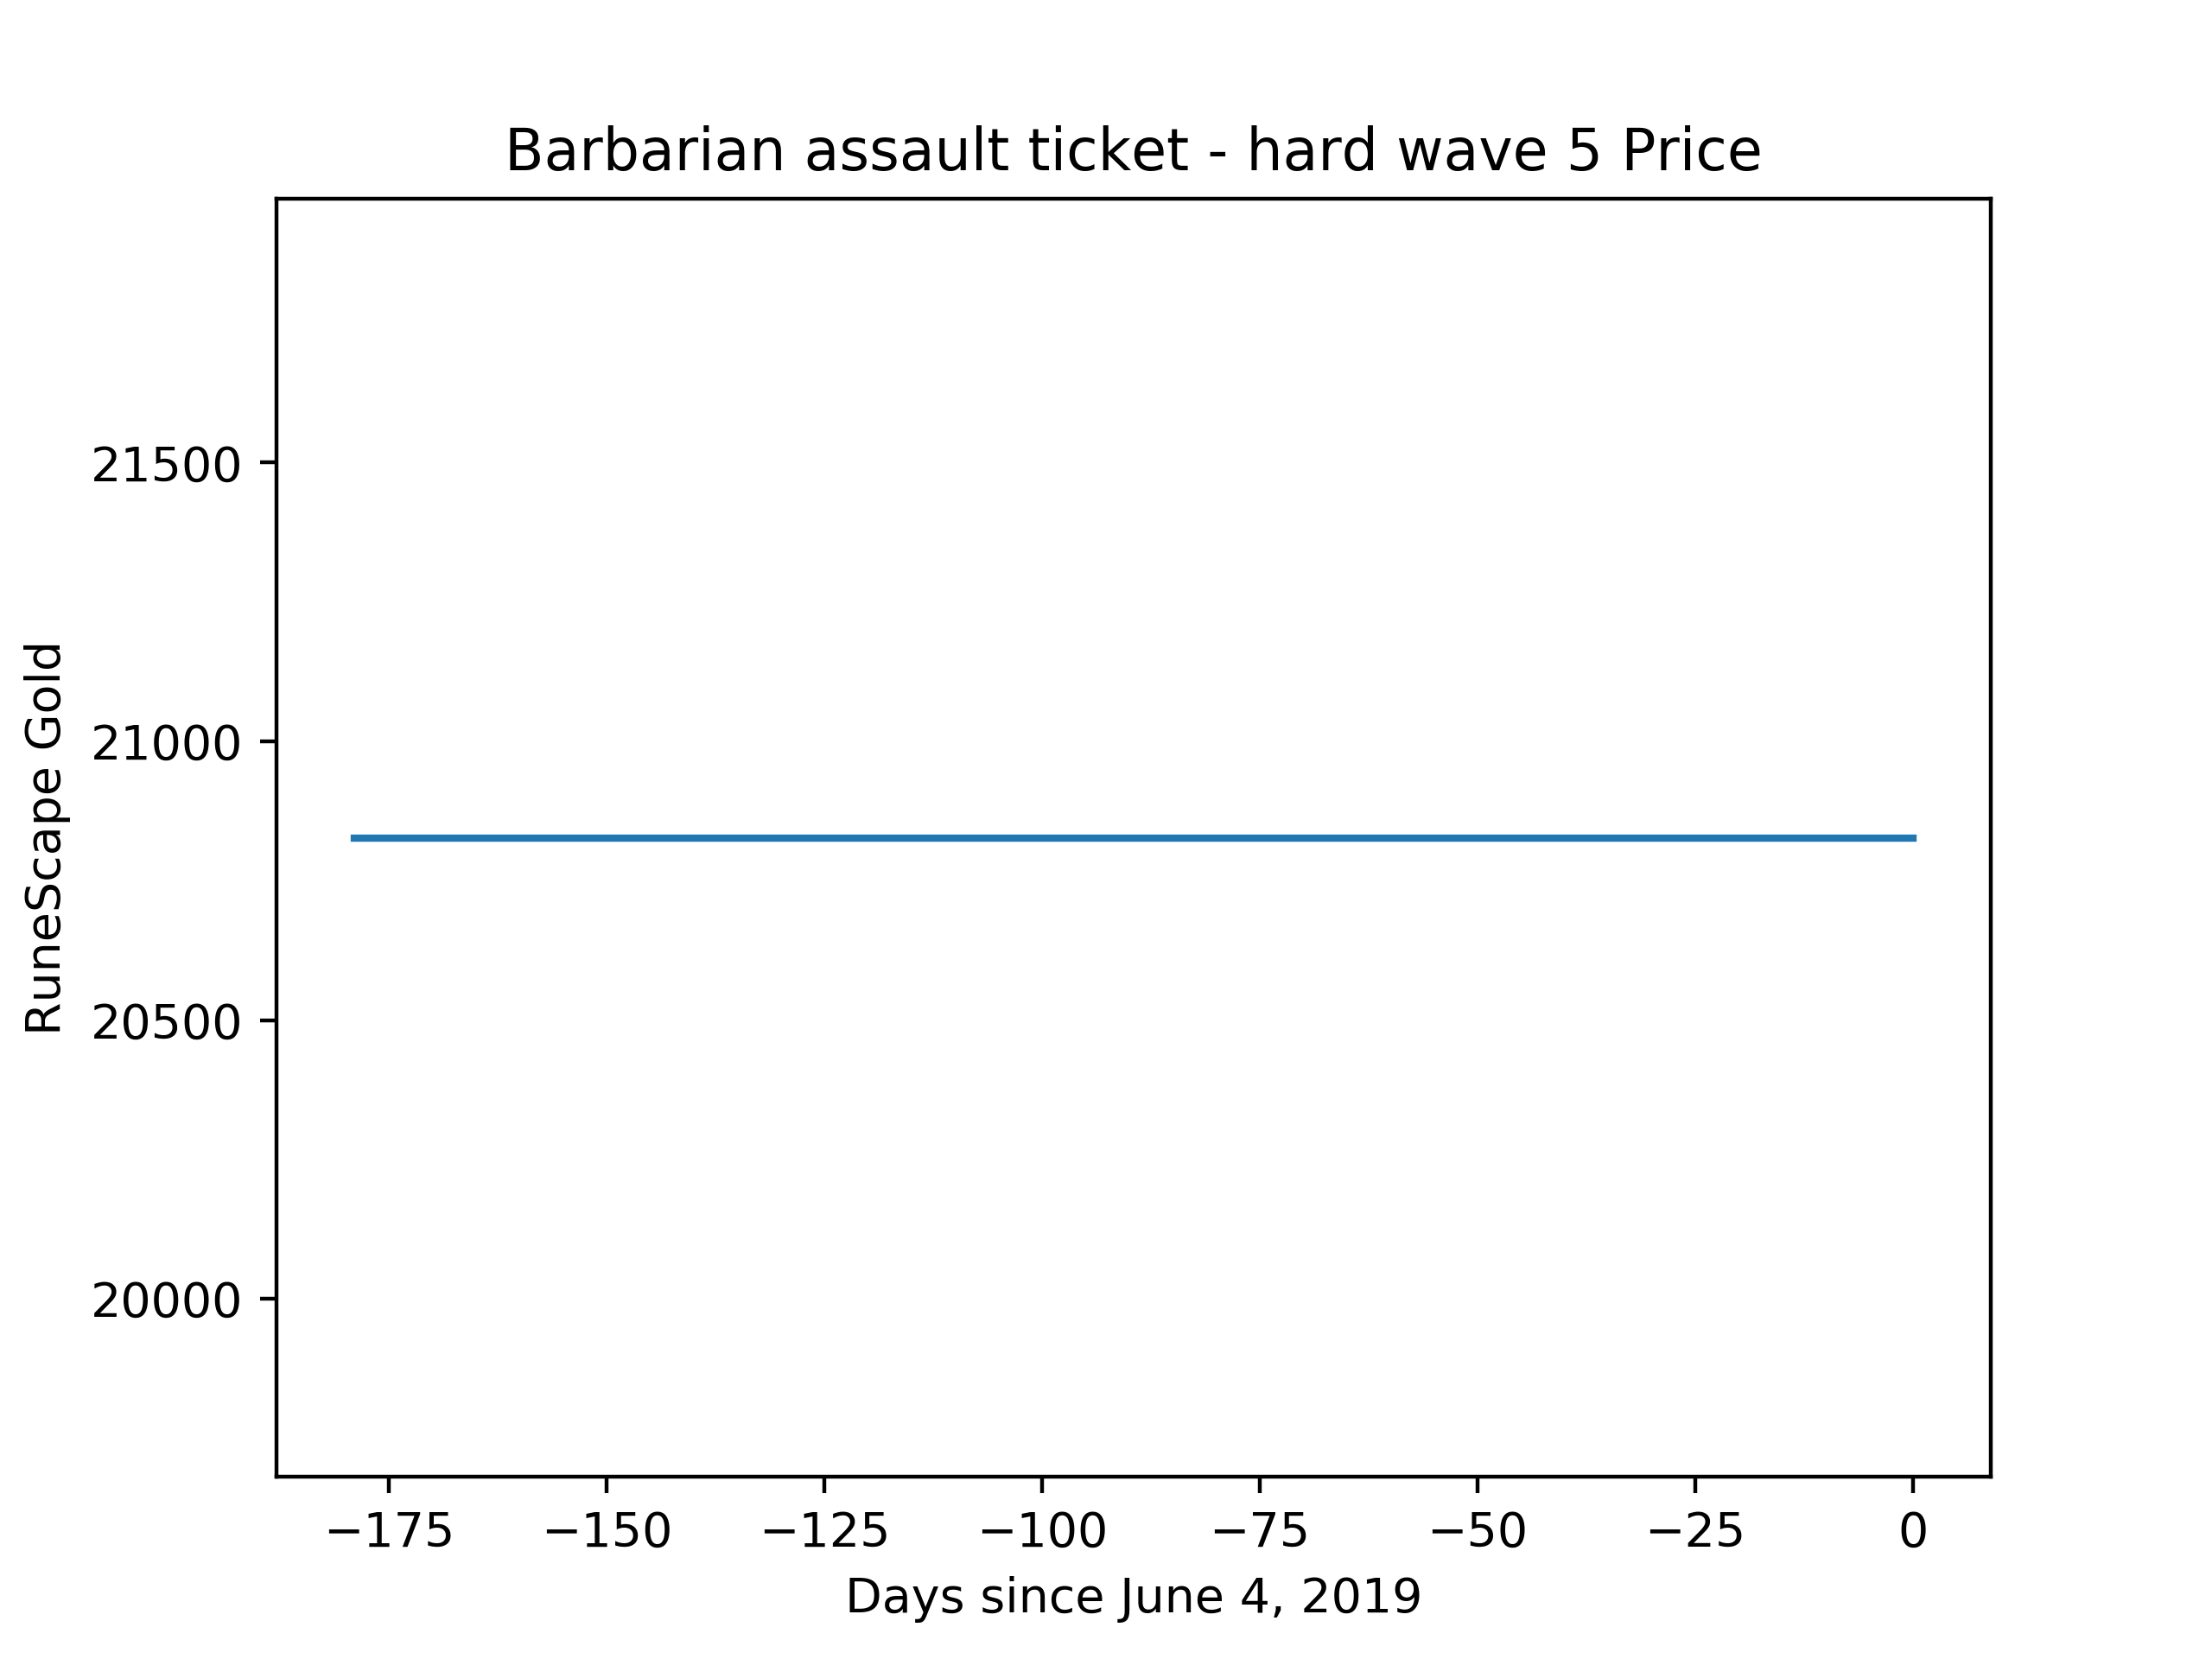 Barbarian assault ticket - hard wave 5 Price
RuneScape Gold
21500
21000
20500
20000
−175 −150 −125 −100 −75 −50 −25 0
Days since June 4, 2019